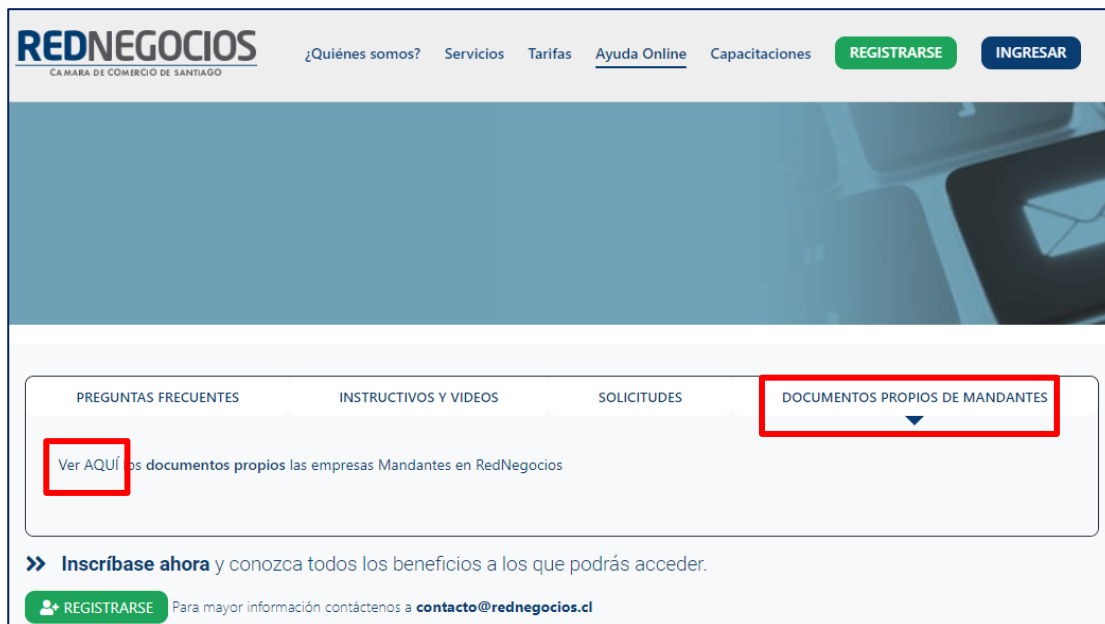 REDNEGOCIOS
CAMARA DE COMERCIO DE SANTIAGO
¿Quiénes somos? Servicios Tarifas Ayuda Online Capacitaciones REGISTRARSE INGRESAR
PREGUNTAS FRECUENTES INSTRUCTIVOS Y VIDEOS SOLICITUDES DOCUMENTOS PROPIOS DE MANDANTES
Ver AQUÍ los documentos propios las empresas Mandantes en RedNegocios
Inscríbase ahora y conozca todos los beneficios a los que podrás acceder.
REGISTRARSE Para mayor información contáctenos a contacto@rednegocios.cl